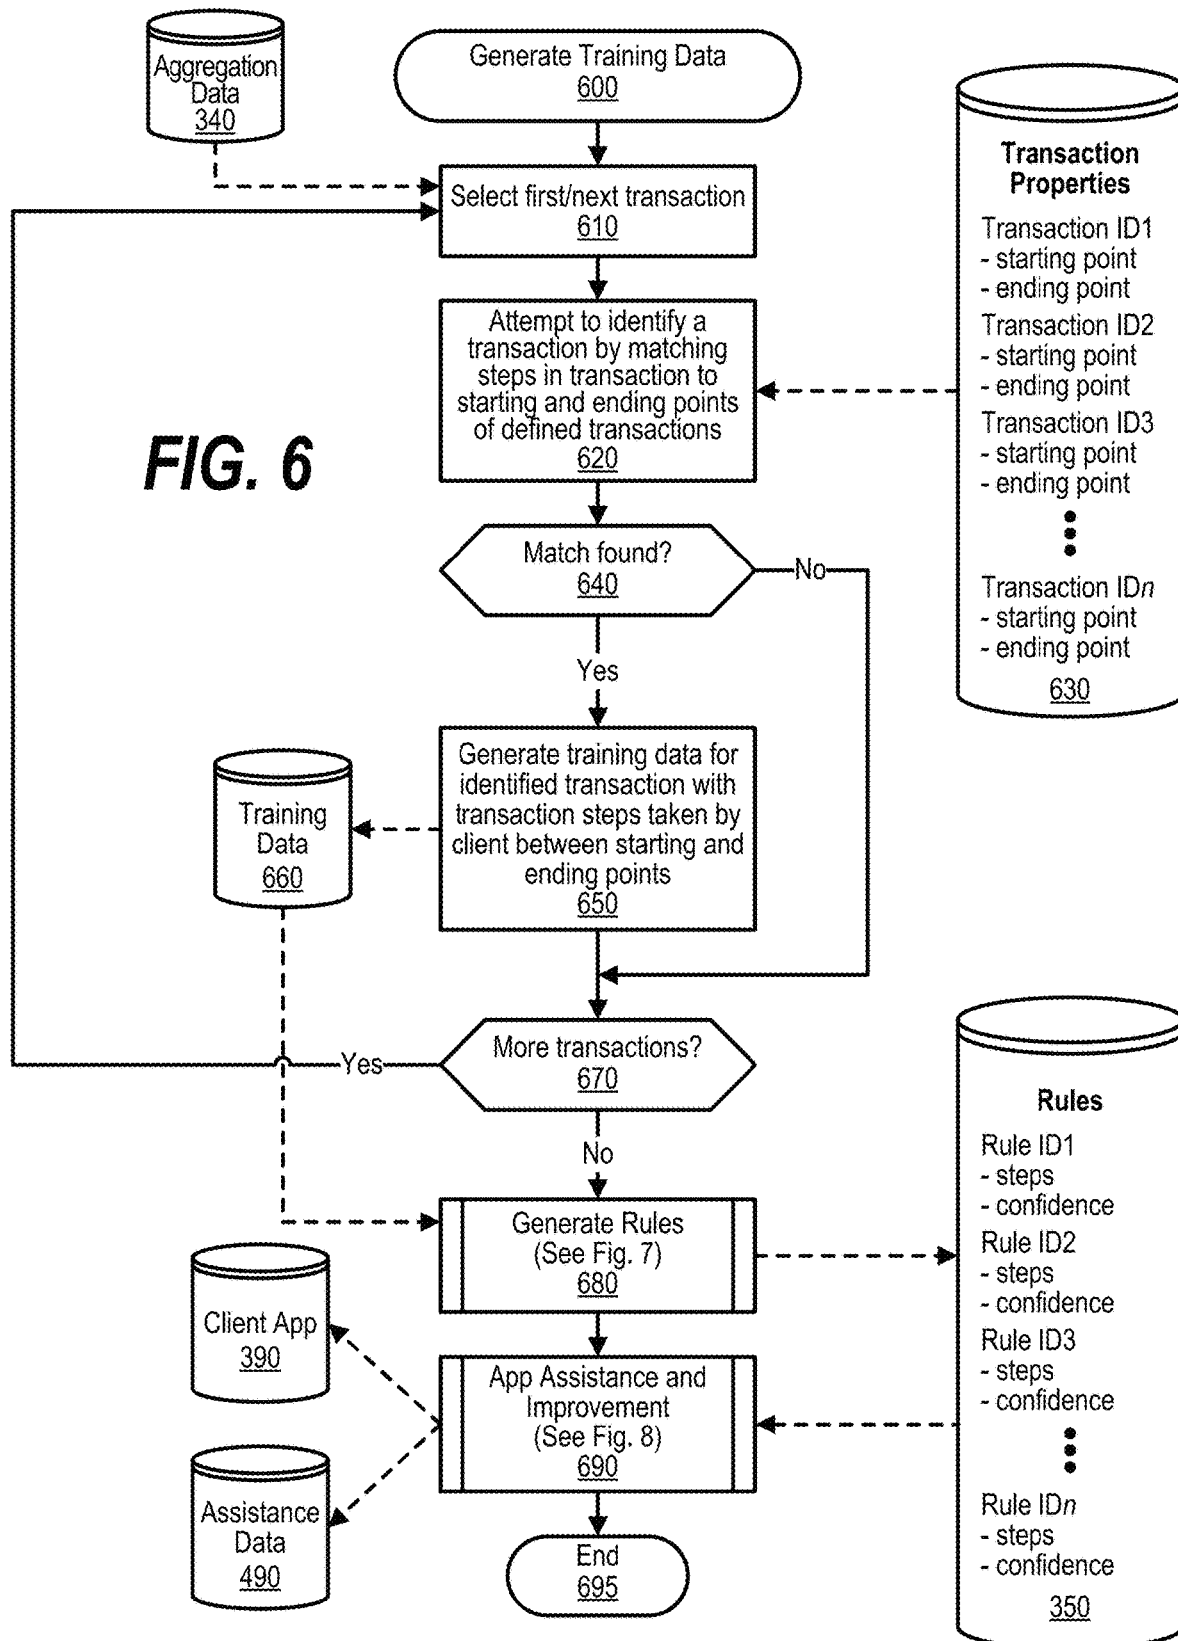 Aggregation
Data
340
Generate Training Data
600
Select first/next transaction
610
Attempt to identify a
transaction by matching
steps in transaction to
starting and ending points
of defined transactions
620
Transaction
Properties
Transaction ID1
- starting point
- ending point
Transaction ID2
- starting point
- ending point
Transaction ID3
- starting point
- ending point
Transaction IDn
- starting point
- ending point
630
FIG. 6
Match found?
640
No
Yes
Generate training data for
identified transaction with
transaction steps taken by
client between starting and
ending points
650
Training
Data
660
More transactions?
670
Yes
No
Generate Rules
(See Fig. 7)
680
Rules
Rule ID1
- steps
- confidence
Rule ID2
- steps
- confidence
Rule ID3
- steps
- confidence
Rule IDn
- steps
- confidence
350
Client App
390
App Assistance and
Improvement
(See Fig. 8)
690
Assistance
Data
490
End
695